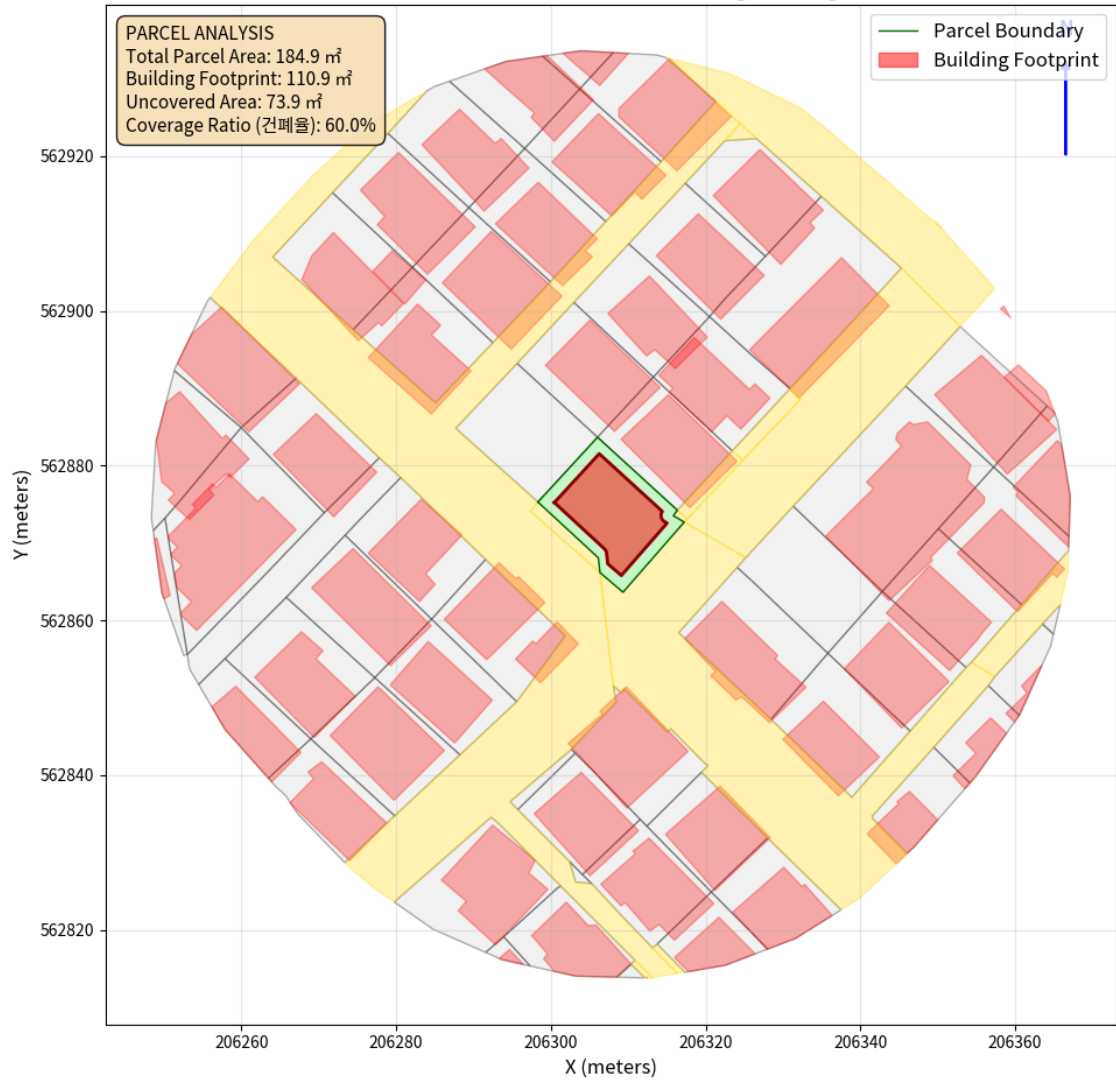 PARCEL ANALYSIS
Total Parcel Area: 184.9 ㎡
Building Footprint: 110.9 ㎡
Uncovered Area: 73.9 ㎡
Coverage Ratio (건폐율): 60.0%
N
Parcel Boundary
Building Footprint
562920
562900
562880
562860
562840
562820
Y (meters)
206260
206280
206300
206320
206340
206360
X (meters)